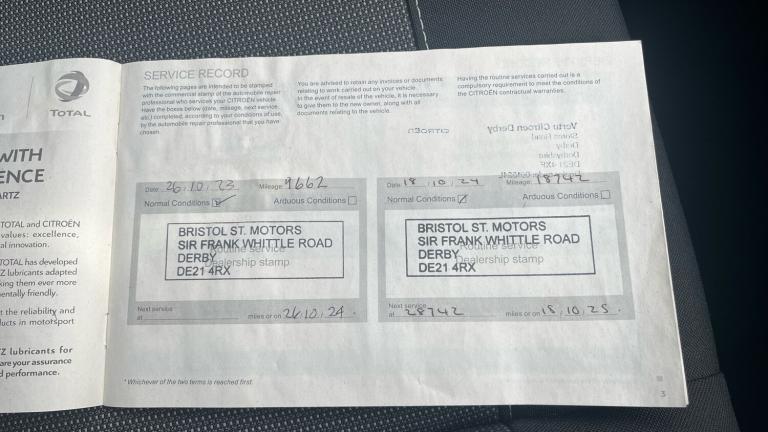 TOTAL
WITH
ENCE
ARTZ
TOTAL and CITROËN
values: excellence,
al innovation.
TOTAL has developed
Z lubricants adapted
king them ever more
entally friendly.
t the reliability and
ducts in motorsport
Z lubricants for
are your assurance
d performance.
SERVICE RECORD
The following pages are intended to be stamped
with the commercial stamp of the automobile repair
professional who services your CITROËN vehicle.
Have the boxes below (date, mileage, next service,
etc) completed, according to your conditions of use,
by the automobile repair professional that you have
chosen.
You are advised to retain any invoices or documents
relating to work carried out on your vehicle.
In the event of resale of the vehicle, it is necessary
to give them to the new owner, along with all
documents relating to the vehicle.
Having the routine services carried out is a
compulsory requirement to meet the conditions of
the CITROËN contractual warranties.
CITROËN
Vertu Citroen Derby
Derby
Derbyshire
DE21 4RX
Date 26.10.23 Mileage 9662
Normal Conditions Arduous Conditions
BRISTOL ST. MOTORS
SIR FRANK WHITTLE ROAD
Routine service
DERBY
Dealership stamp
DE21 4RX
Next service
at miles or on 26.10.24.
Date 18.10.24 Mileage 18742
Normal Conditions Arduous Conditions
BRISTOL ST. MOTORS
SIR FRANK WHITTLE ROAD
Routine service
DERBY
Dealership stamp
DE21 4RX
Next service
at 28742 miles or on 18.10.25.
* Whichever of the two terms is reached first.
3